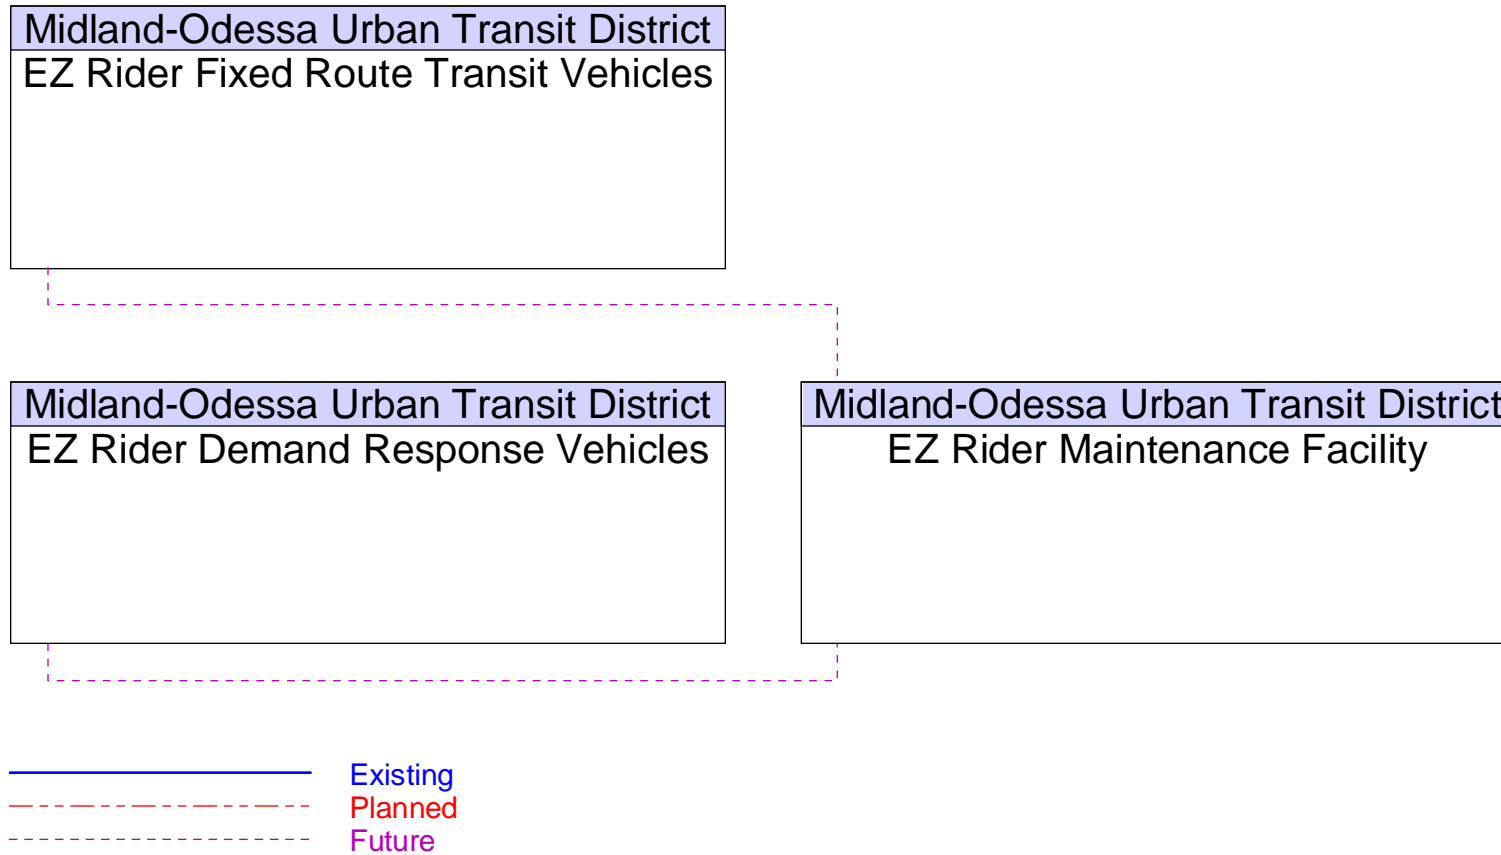 Midland-Odessa Urban Transit District
EZ Rider Fixed Route Transit Vehicles
Midland-Odessa Urban Transit District
EZ Rider Demand Response Vehicles
Midland-Odessa Urban Transit District
EZ Rider Maintenance Facility
Existing
Planned
Future